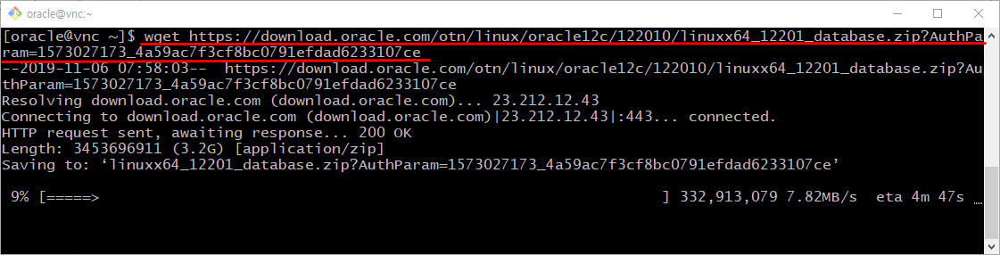 oracle@vnc:~
[oracle@vnc ~]$ wget https://download.oracle.com/otn/linux/oracle12c/122010/linuxx64_12201_database.zip?AuthPa
ram=1573027173_4a59ac7f3cf8bc0791efdad6233107ce
--2019-11-06 07:58:03--  https://download.oracle.com/otn/linux/oracle12c/122010/linuxx64_12201_database.zip?Au
thParam=1573027173_4a59ac7f3cf8bc0791efdad6233107ce
Resolving download.oracle.com (download.oracle.com)... 23.212.12.43
Connecting to download.oracle.com (download.oracle.com)|23.212.12.43|:443... connected.
HTTP request sent, awaiting response... 200 OK
Length: 3453696911 (3.2G) [application/zip]
Saving to: ‘linuxx64_12201_database.zip?AuthParam=1573027173_4a59ac7f3cf8bc0791efdad6233107ce’
9% [=====>                                                                ] 332,913,079 7.82MB/s  eta 4m 47s